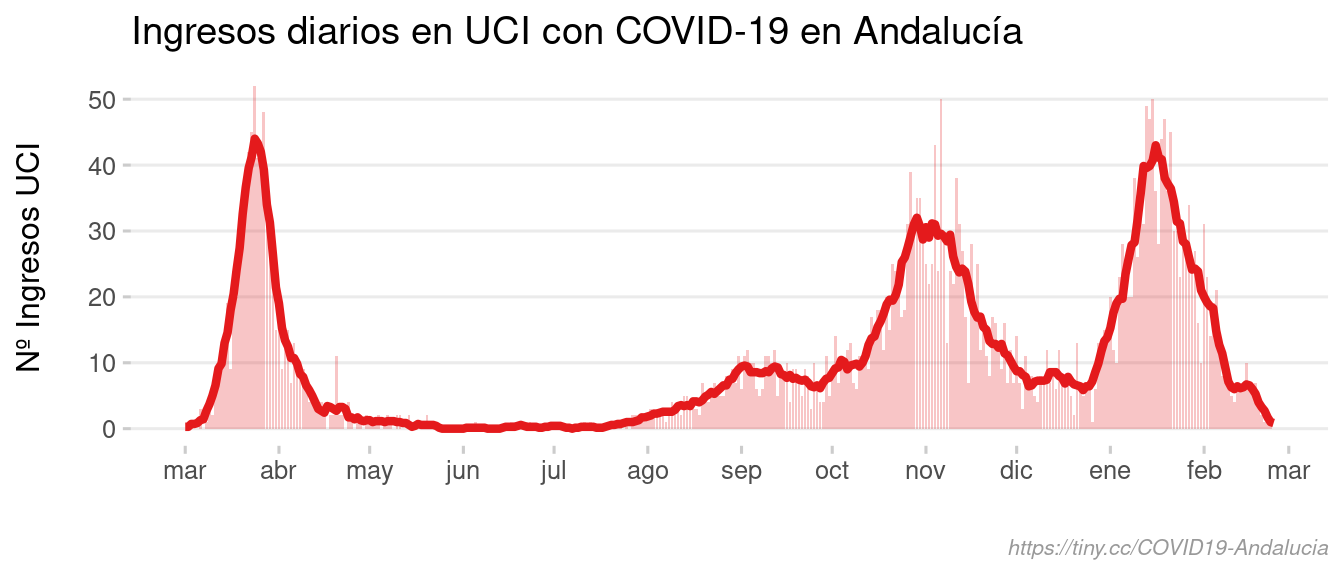 Ingresos diarios en UCI con COVID-19 en Andalucía
Nº Ingresos UCI
50
40
30
20
10
0
mar abr may jun jul ago sep oct nov dic ene feb mar
https://tiny.cc/COVID19-Andalucia